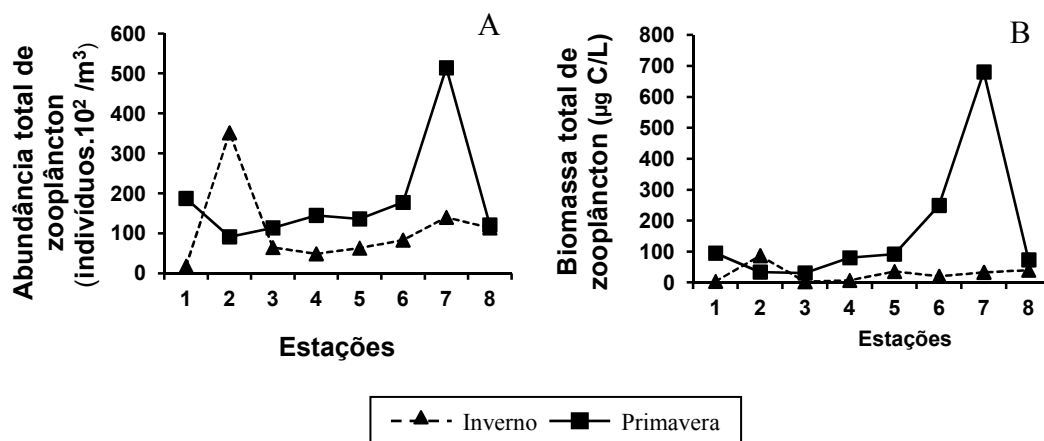 A
Abundância total de
zooplâncton
(indivíduos.10² /m³)
600
500
400
300
200
100
0
1 2 3 4 5 6 7 8
Estações
B
Biomassa total de
zooplâncton (µg C/L)
800
700
600
500
400
300
200
100
0
1 2 3 4 5 6 7 8
Estações
Inverno Primavera